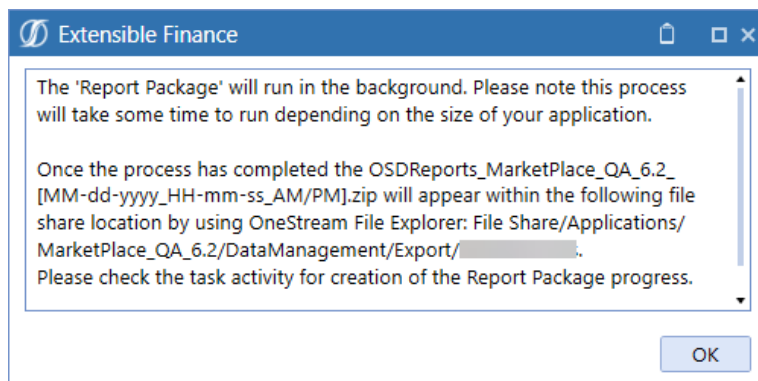 Extensible Finance
The 'Report Package' will run in the background. Please note this process
will take some time to run depending on the size of your application.
Once the process has completed the OSDReports_MarketPlace_QA_6.2_
[MM-dd-yyyy_HH-mm-ss_AM/PM].zip will appear within the following file
share location by using OneStream File Explorer: File Share/Applications/
MarketPlace_QA_6.2/DataManagement/Export/ .
Please check the task activity for creation of the Report Package progress.
OK